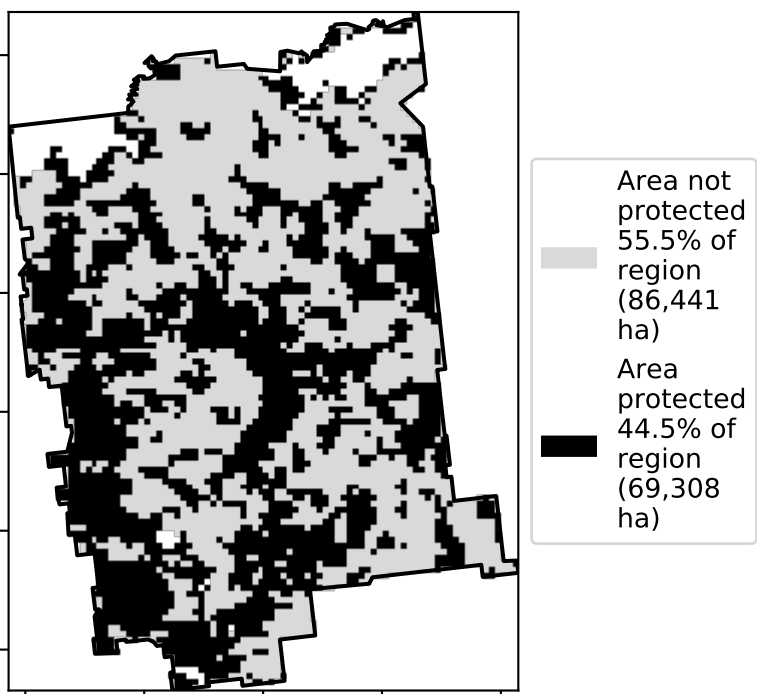 Area not
protected
55.5% of
region
(86,441
ha)
Area
protected
44.5% of
region
(69,308
ha)